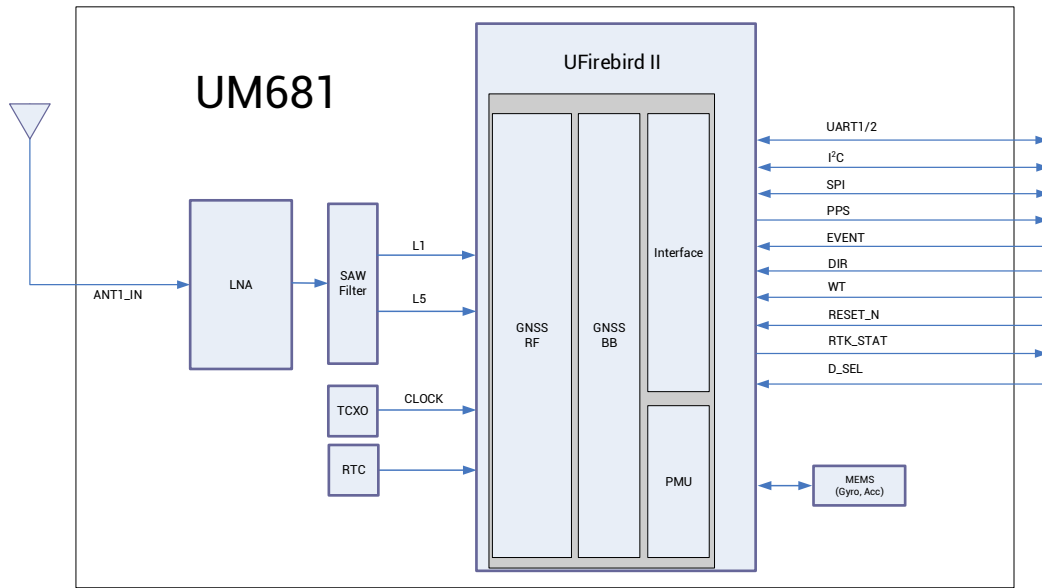 UFirebird II
UM681
UART1/2
I²C
SPI
PPS
EVENT
DIR
WT
RESET_N
RTK_STAT
D_SEL
L1
Interface
SAW
Filter
LNA
ANT1_IN
L5
GNSS
RF
GNSS
BB
TCXO
CLOCK
RTC
PMU
MEMS
(Gyro, Acc)